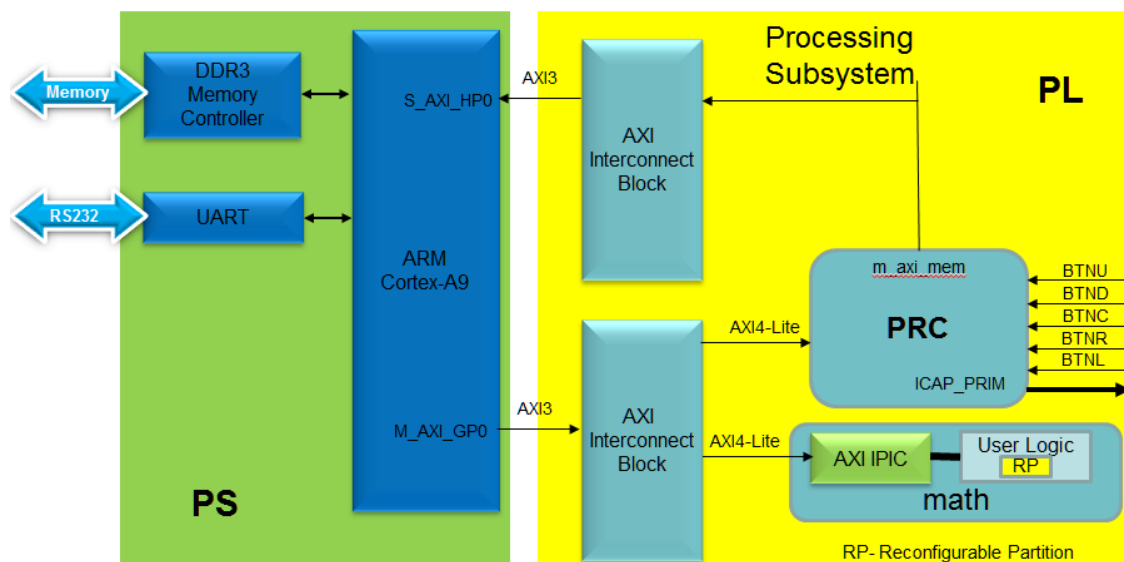 Memory
RS232
DDR3
Memory
Controller
UART
PS
S_AXI_HP0
ARM
Cortex-A9
M_AXI_GP0
AXI3
AXI3
AXI
Interconnect
Block
AXI
Interconnect
Block
Processing
Subsystem
PL
m_axi_mem
PRC
ICAP_PRIM
BTNU
BTND
BTNC
BTNR
BTNL
AXI4-Lite
AXI4-Lite
AXI IPIC
User Logic
RP
math
RP- Reconfigurable Partition